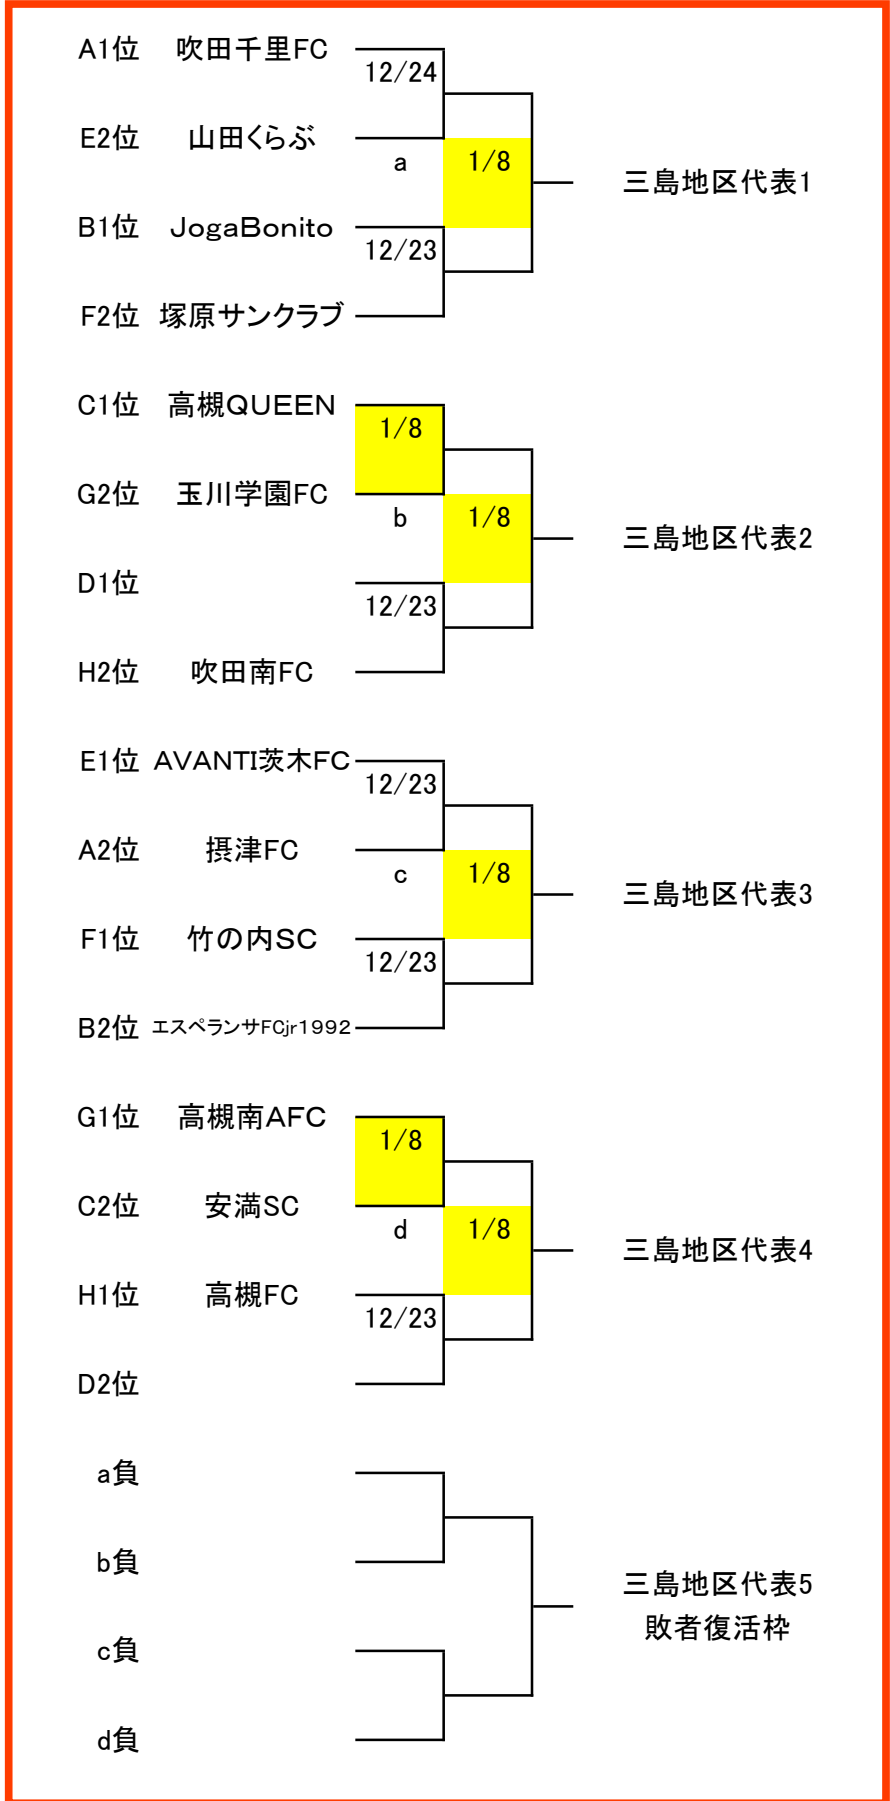 A1位 吹田千里FC
12/24
E2位 山田くらぶ
a 1/8 三島地区代表1
B1位 JogaBonito
12/23
F2位 塚原サンクラブ
C1位 高槻QUEEN
1/8
G2位 玉川学園FC
b 1/8 三島地区代表2
D1位
12/23
H2位 吹田南FC
E1位 AVANTI茨木FC
12/23
A2位 摂津FC
c 1/8 三島地区代表3
F1位 竹の内SC
12/23
B2位 エスペランサFCjr1992
G1位 高槻南AFC
1/8
C2位 安満SC
d 1/8 三島地区代表4
H1位 高槻FC
12/23
D2位
a負
b負
三島地区代表5
敗者復活枠
c負
d負